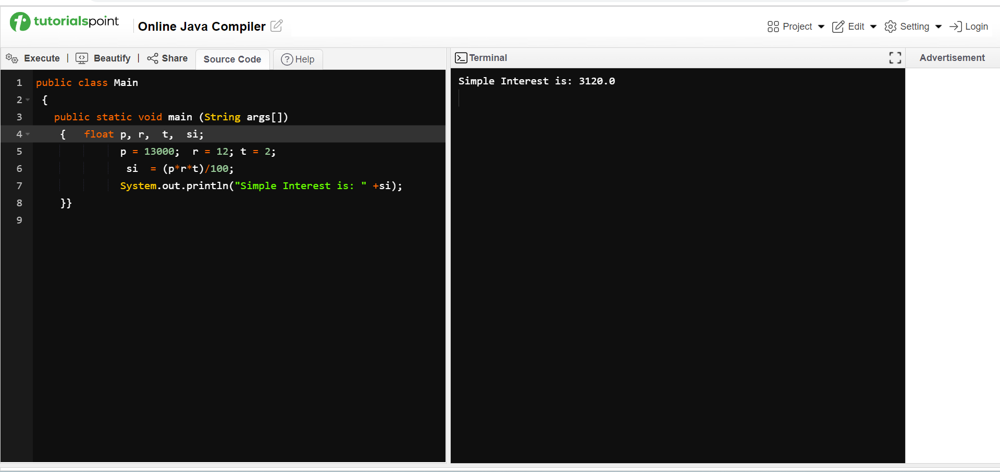 tutorialspoint
Online Java Compiler
Project Edit Setting Login
Execute | Beautify | Share Source Code Help
Terminal
Advertisement
1 public class Main
2 {
3 public static void main (String args[])
4 { float p, r, t, si;
5 p = 13000; r = 12; t = 2;
6 si = (p*r*t)/100;
7 System.out.println("Simple Interest is: " +si);
8 }}
9
Simple Interest is: 3120.0